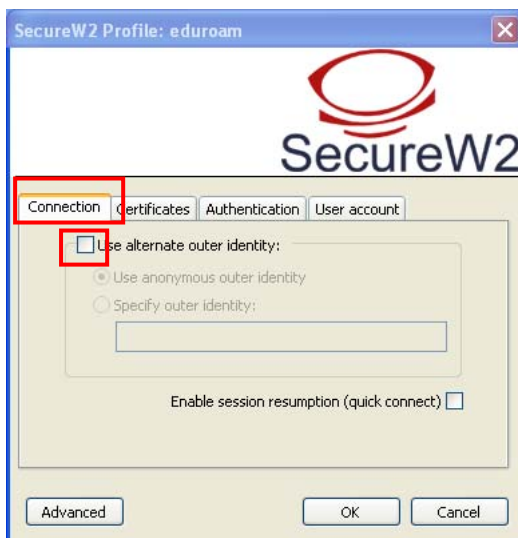 SecureW2 Profile: eduroam
SecureW2
Connection Certificates Authentication User account
Use alternate outer identity:
Use anonymous outer identity
Specify outer identity:
Enable session resumption (quick connect)
Advanced OK Cancel